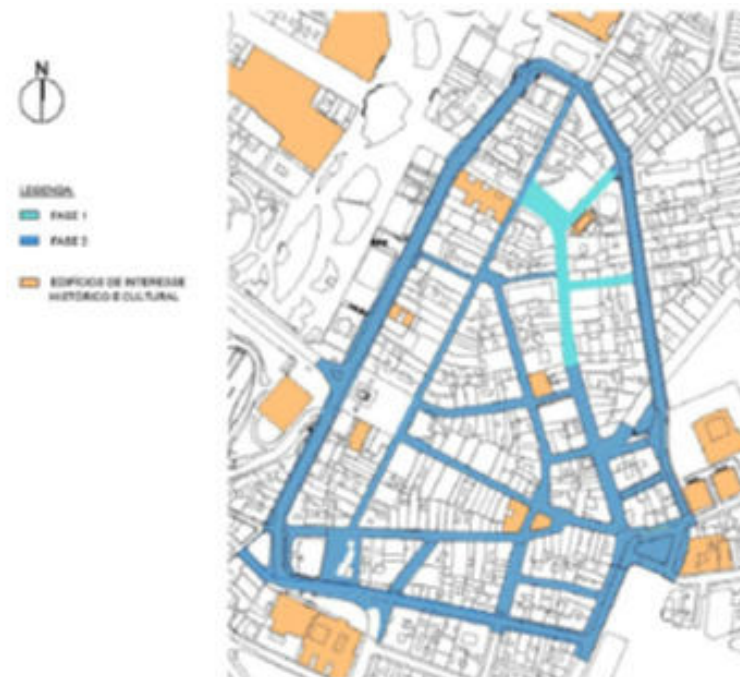 N
LEGENDA
FASE 1
FASE 2
EDIFÍCIOS DE INTERESSE
HISTÓRICO E CULTURAL